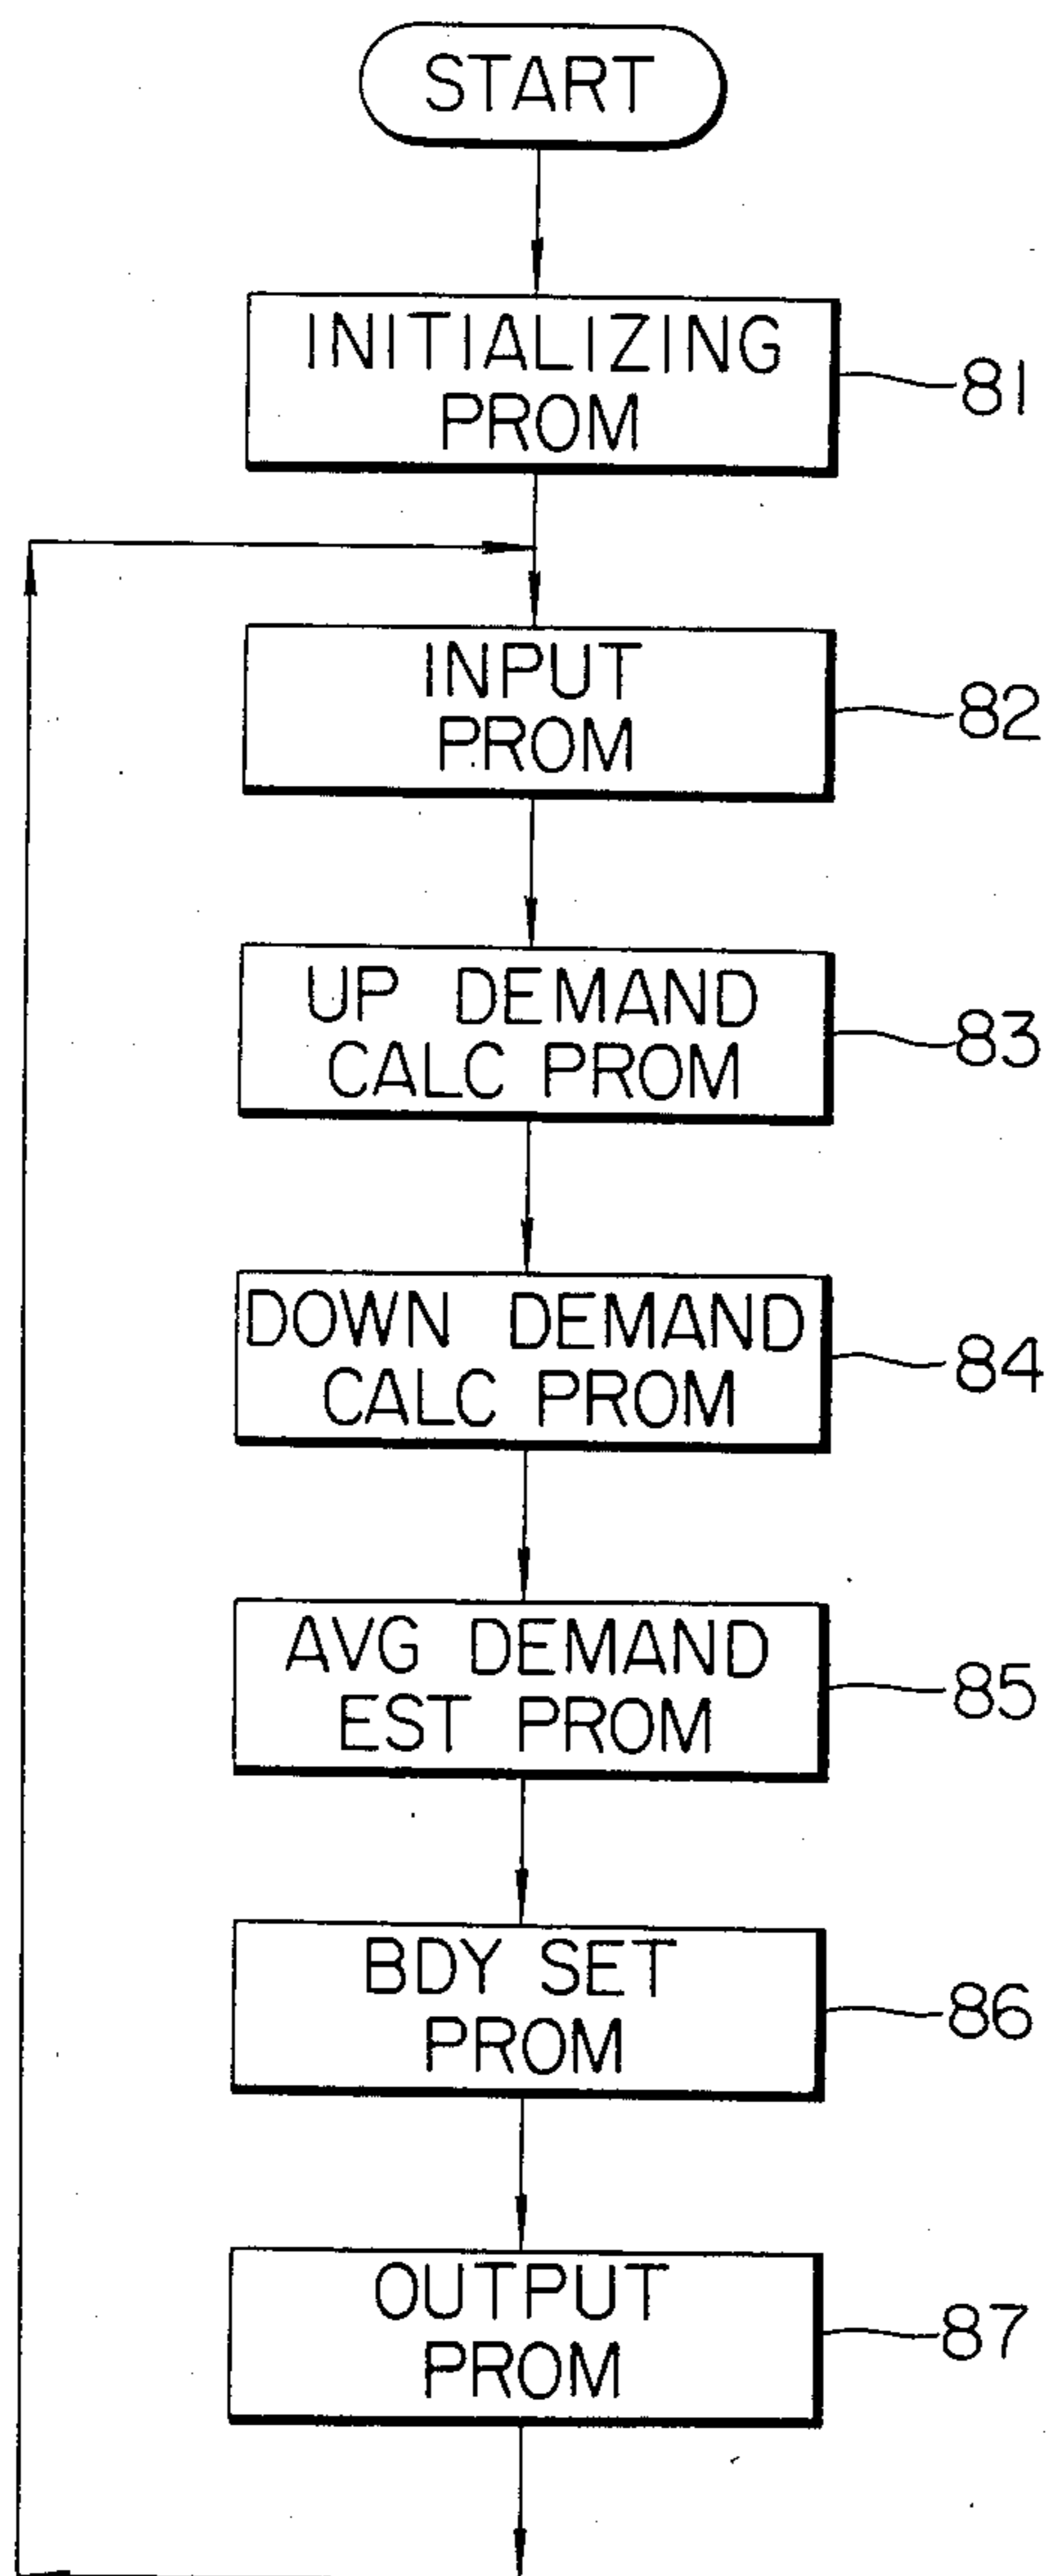 START
INITIALIZING
PROM
81
INPUT
PROM
82
UP DEMAND
CALC PROM
83
DOWN DEMAND
CALC PROM
84
AVG DEMAND
EST PROM
85
BDY SET
PROM
86
OUTPUT
PROM
87